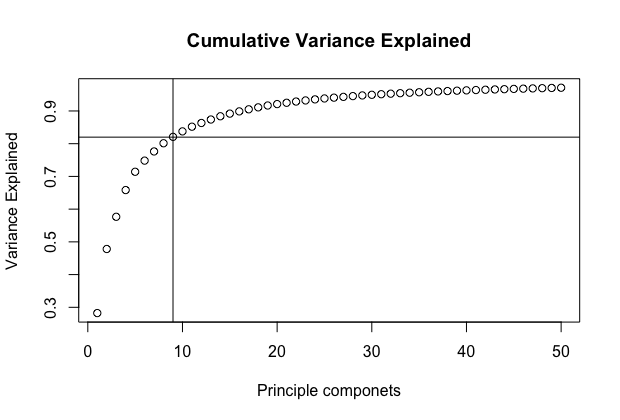 Cumulative Variance Explained
Variance Explained
0.9
0.7
0.5
0.3
0 10 20 30 40 50
Principle componets